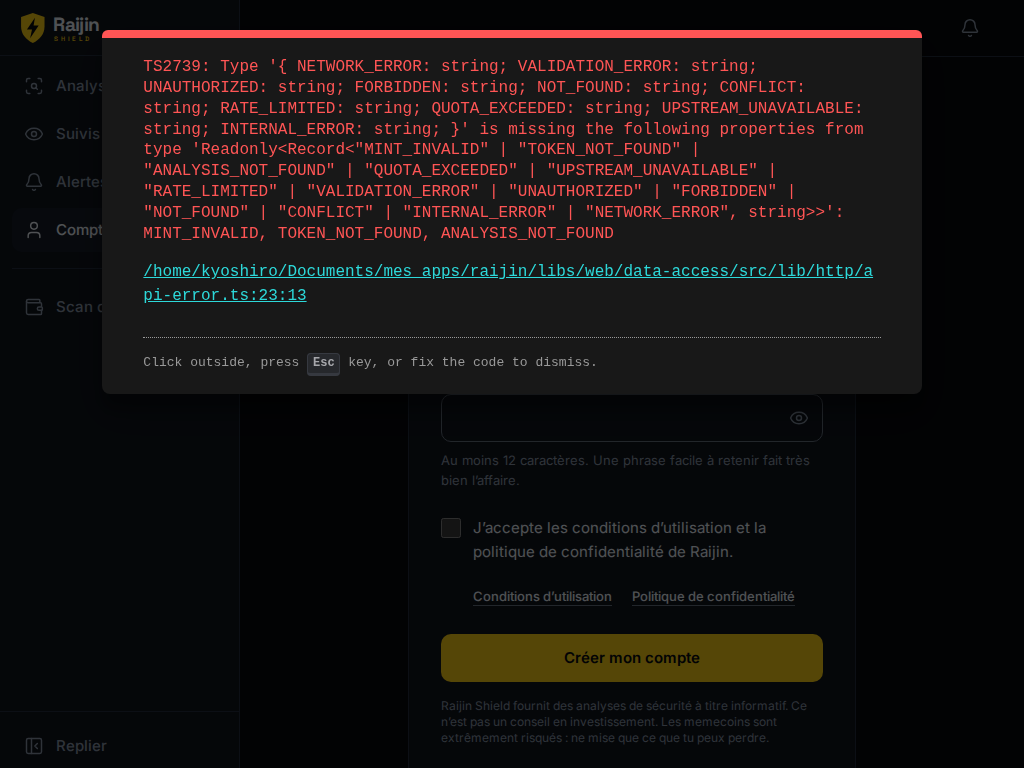 Raijin
SHIELD
TS2739: Type '{ NETWORK_ERROR: string; VALIDATION_ERROR: string;
UNAUTHORIZED: string; FORBIDDEN: string; NOT_FOUND: string; CONFLICT:
string; RATE_LIMITED: string; QUOTA_EXCEEDED: string; UPSTREAM_UNAVAILABLE:
string; INTERNAL_ERROR: string; }' is missing the following properties from
type 'Readonly<Record<"MINT_INVALID" | "TOKEN_NOT_FOUND" |
"ANALYSIS_NOT_FOUND" | "QUOTA_EXCEEDED" | "UPSTREAM_UNAVAILABLE" |
"RATE_LIMITED" | "VALIDATION_ERROR" | "UNAUTHORIZED" | "FORBIDDEN" |
"NOT_FOUND" | "CONFLICT" | "INTERNAL_ERROR" | "NETWORK_ERROR", string>>':
MINT_INVALID, TOKEN_NOT_FOUND, ANALYSIS_NOT_FOUND
/home/kyoshiro/Documents/mes apps/raijin/libs/web/data-access/src/lib/http/a
pi-error.ts:23:13
Click outside, press Esc key, or fix the code to dismiss.
Analys
Suivis
Alertes
Compt
Scan
Au moins 12 caractères. Une phrase facile à retenir fait très
bien l’affaire.
J’accepte les conditions d’utilisation et la
politique de confidentialité de Raijin.
Conditions d’utilisation Politique de confidentialité
Créer mon compte
Raijin Shield fournit des analyses de sécurité à titre informatif. Ce
n’est pas un conseil en investissement. Les memecoins sont
extrêmement risqués : ne mise que ce que tu peux perdre.
Replier